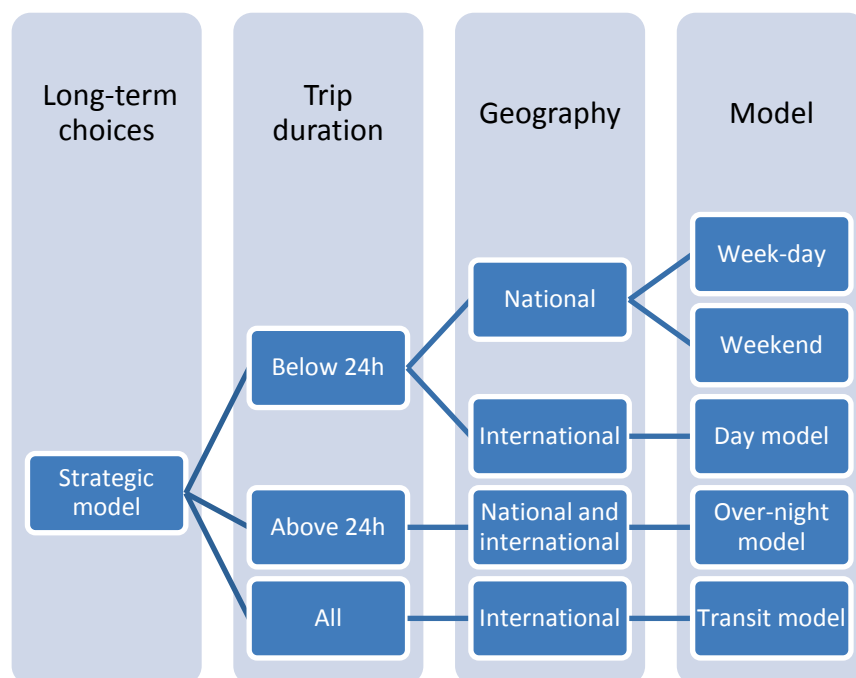 Long-term
choices
Trip
duration
Geography
Model
Strategic
model
Below 24h
Above 24h
All
National
International
National and
international
International
Week-day
Weekend
Day model
Over-night
model
Transit model